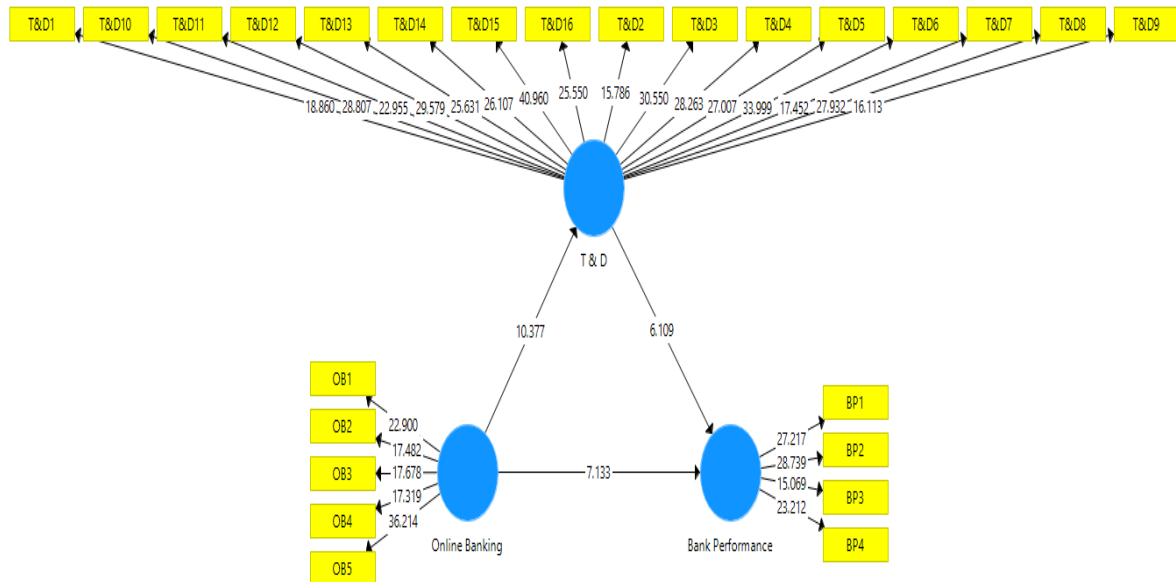 T&D1 T&D10 T&D11 T&D12 T&D13 T&D14 T&D15 T&D16 T&D2 T&D3 T&D4 T&D5 T&D6 T&D7 T&D8 T&D9
18.860 28.807 22.955 29.579 25.631 26.107 40.960 25.550 15.786 30.550 28.263 27.007 33.999 17.452 27.932 16.113
T & D
10.377 6.109
OB1
22.900
OB2
17.482
OB3
17.678
OB4
17.319
OB5
36.214
Online Banking
7.133
BP1
27.217
BP2
28.739
BP3
15.069
BP4
23.212
Bank Performance